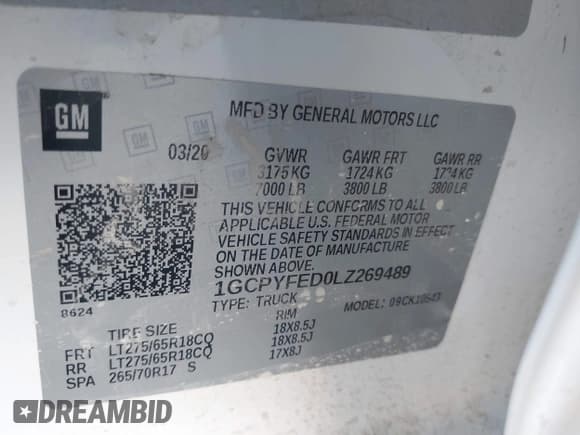 GM
MFD BY GENERAL MOTORS LLC
03/20 GVWR GAWR FRT GAWR RR
3175 KG 1724 KG 1724 KG
7000 LB 3800 LB 3800 LB
THIS VEHICLE CONFORMS TO ALL
APPLICABLE U.S. FEDERAL MOTOR
VEHICLE SAFETY STANDARDS IN EFFECT
ON THE DATE OF MANUFACTURE
SHOWN ABOVE.
1GCPYFED0LZ269489
8624
TYPE: TRUCK MODEL: 09CK10543
TIRE SIZE RIM
FRT LT275/65R18CQ 18X8.5J
RR LT275/65R18CQ 18X8.5J
SPA 265/70R17 S 17X8J
DREAMBID